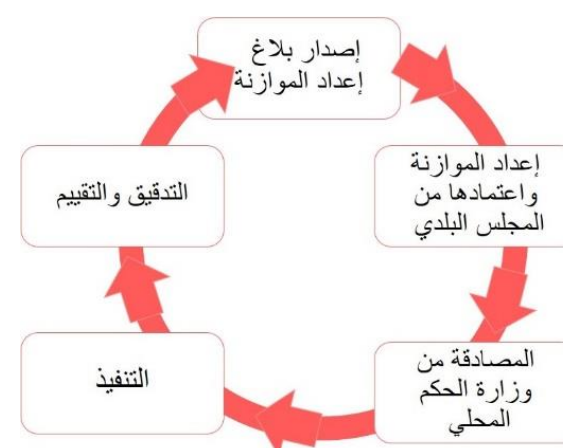 إصدار بلاغ
إعداد الموازنة
إعداد الموازنة
واعتمادها من
المجلس البلدي
المصادقة من
وزارة الحكم
المحلي
التنفيذ
التدقيق والتقييم